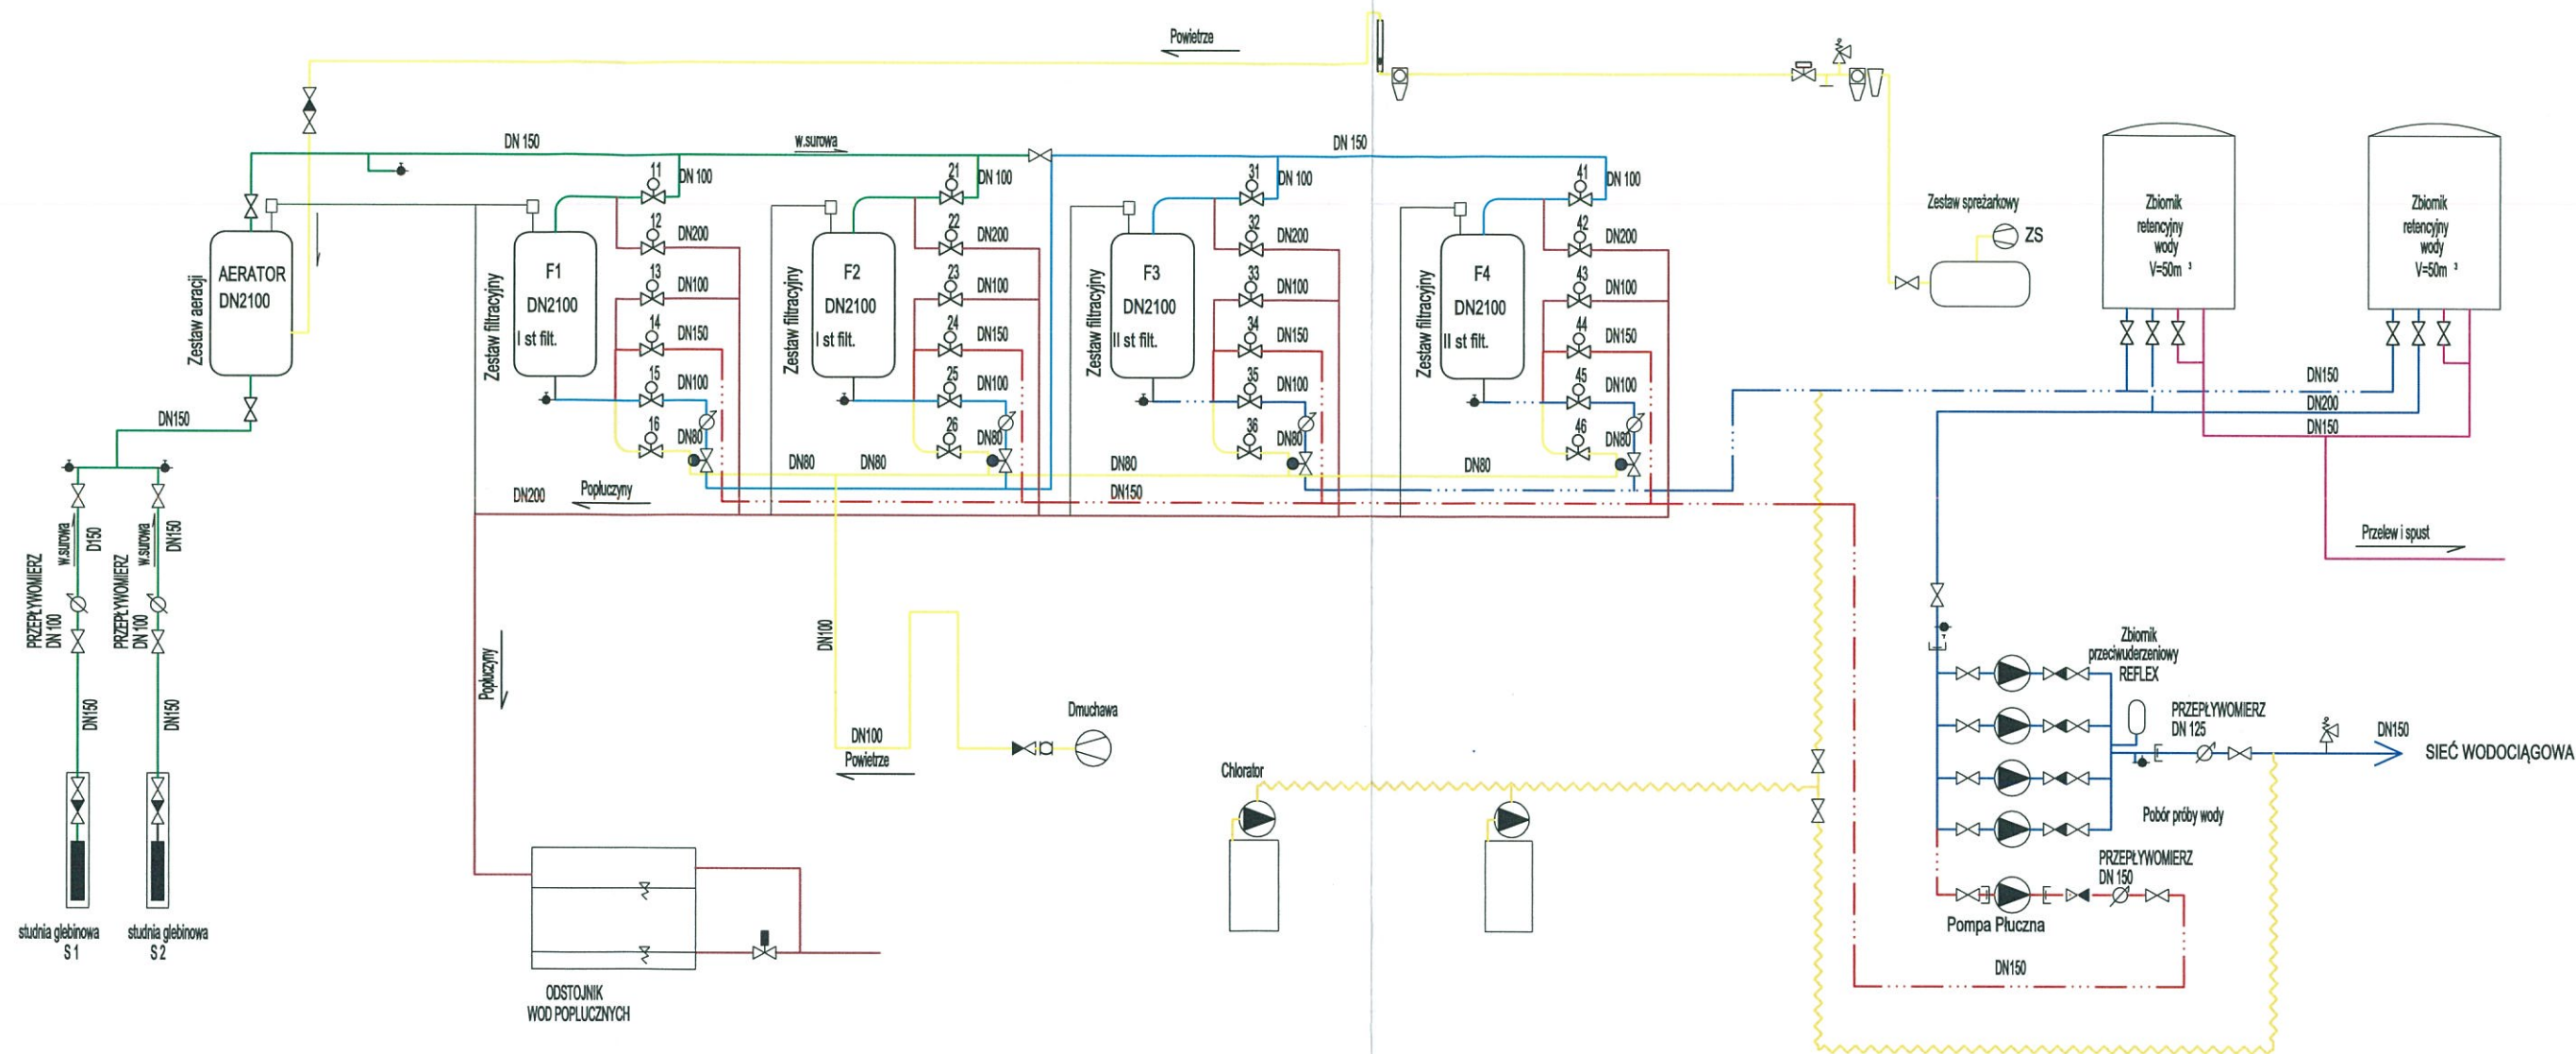 Powietrze
DN 150
w.surowa
DN 150
11
DN 100
21
DN 100
31
DN 100
41
DN 100
12
DN200
22
DN200
32
DN200
42
DN200
13
DN100
23
DN100
33
DN100
43
DN100
14
DN150
24
DN150
34
DN150
44
DN150
15
DN100
25
DN100
35
DN100
45
DN100
16
DN80
26
DN80
36
DN80
46
DN80
Zestaw aeracji
AERATOR
DN2100
Zestaw filtracyjny
F1
DN2100
I st filt.
Zestaw filtracyjny
F2
DN2100
I st filt.
Zestaw filtracyjny
F3
DN2100
II st filt.
Zestaw filtracyjny
F4
DN2100
II st filt.
Zestaw spreżarkowy
ZS
Zbiornik
retencyjny
wody
V=50m ³
Zbiornik
retencyjny
wody
V=50m ³
DN150
DN200
DN150
Przelew i spust
DN150
DN80
DN80
DN80
DN80
DN200
Popłuczyny
DN150
w.surowa
D150
PRZEPŁYWOMIERZ
DN 100
w.surowa
DN150
PRZEPŁYWOMIERZ
DN 100
DN150
DN150
studnia glebinowa
S 1
studnia glebinowa
S 2
Popłuczyny
DN100
DN100
Powietrze
Dmuchawa
ODSTOJNIK
WOD POPLUCZNYCH
Chlorator
Zbiornik
przeciwuderzeniowy
REFLEX
PRZEPŁYWOMIERZ
DN 125
DN150
SIEĆ WODOCIĄGOWA
Pobór próby wody
PRZEPŁYWOMIERZ
DN 150
Pompa Płuczna
DN150